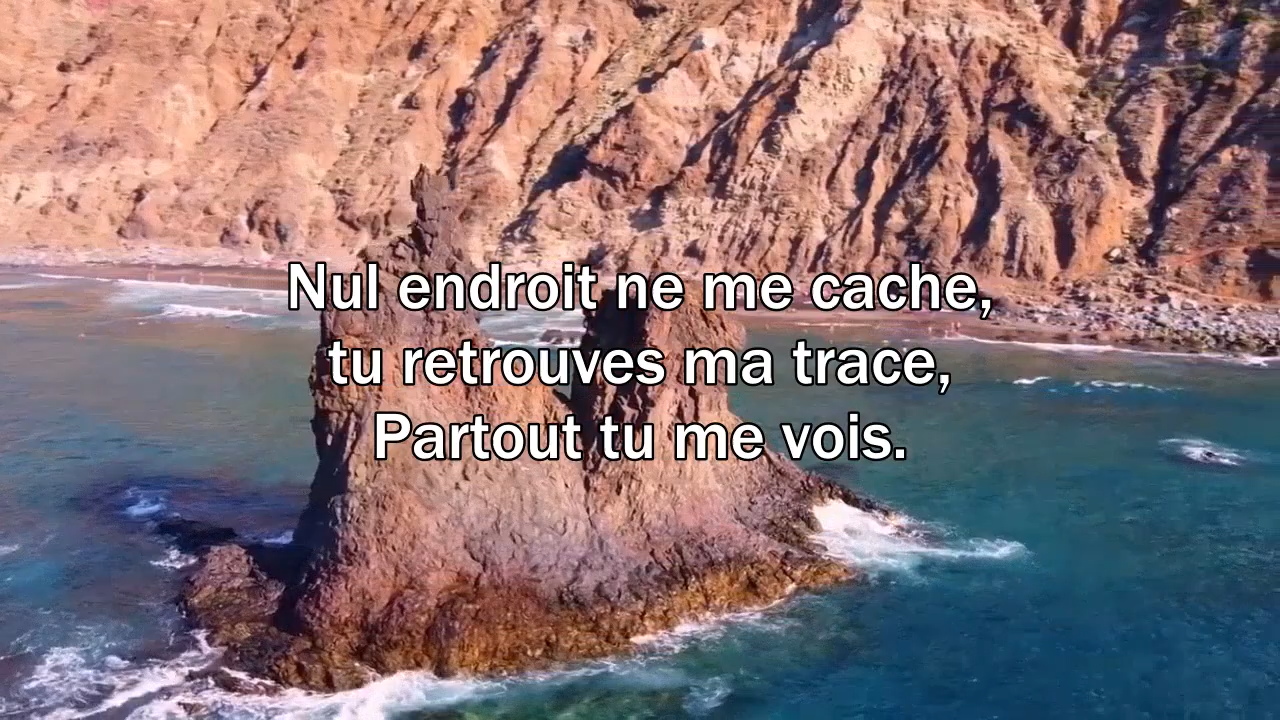 Nul endroit ne me cache,
tu retrouves ma trace,
Partout tu me vois.